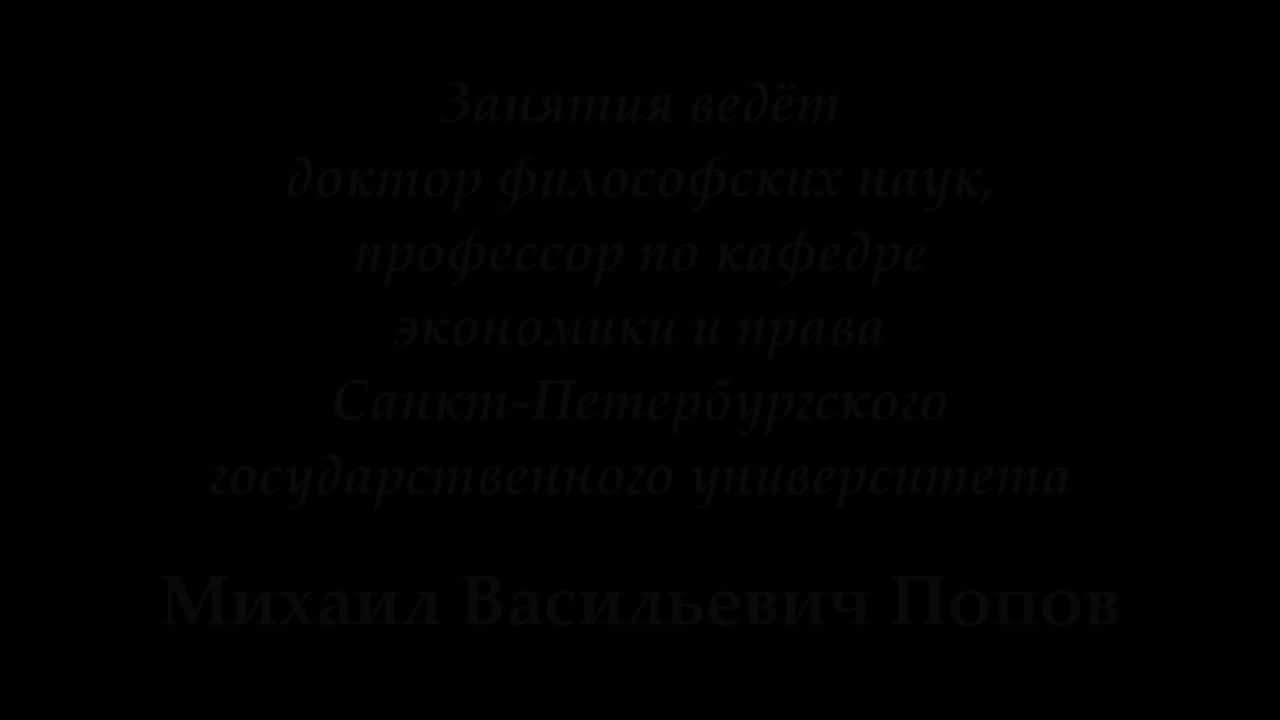 Занятия ведёт
доктор философских наук,
профессор по кафедре
экономики и права
Санкт-Петербургского
государственного университета
Михаил Васильевич Попов